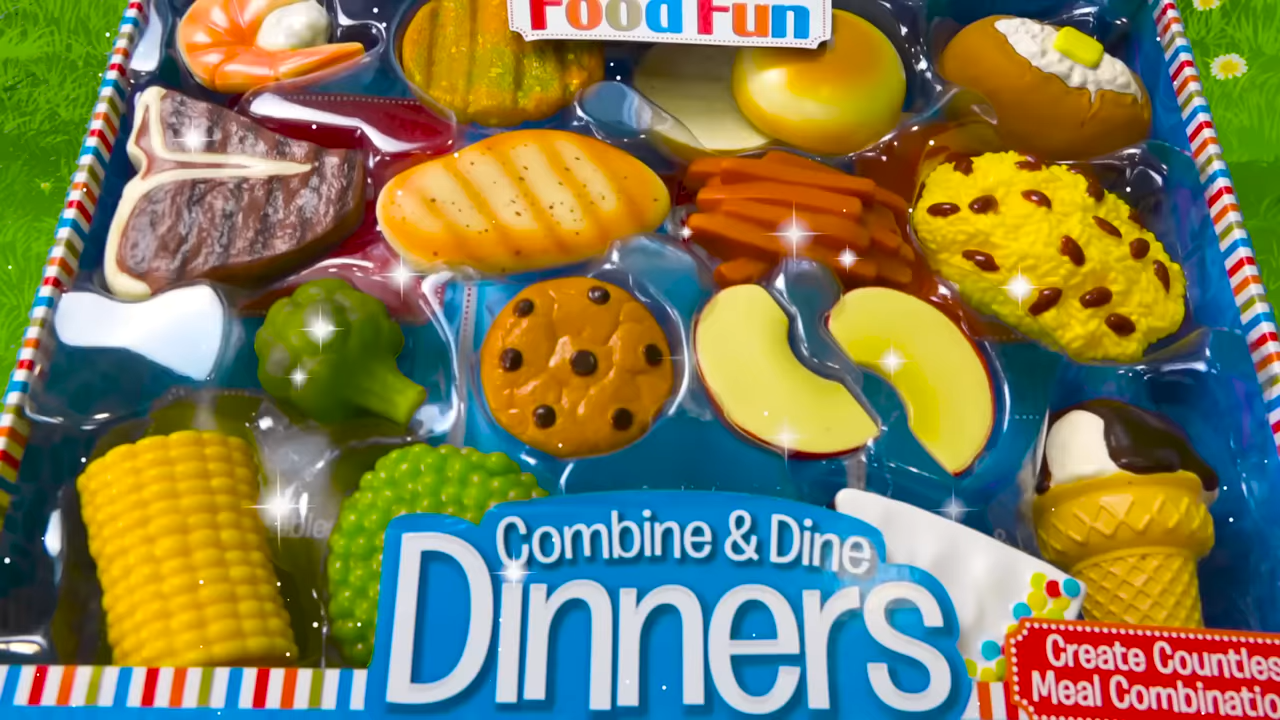 Food Fun
Combine & Dine
Dinners
Create Countles
Meal Combinatio